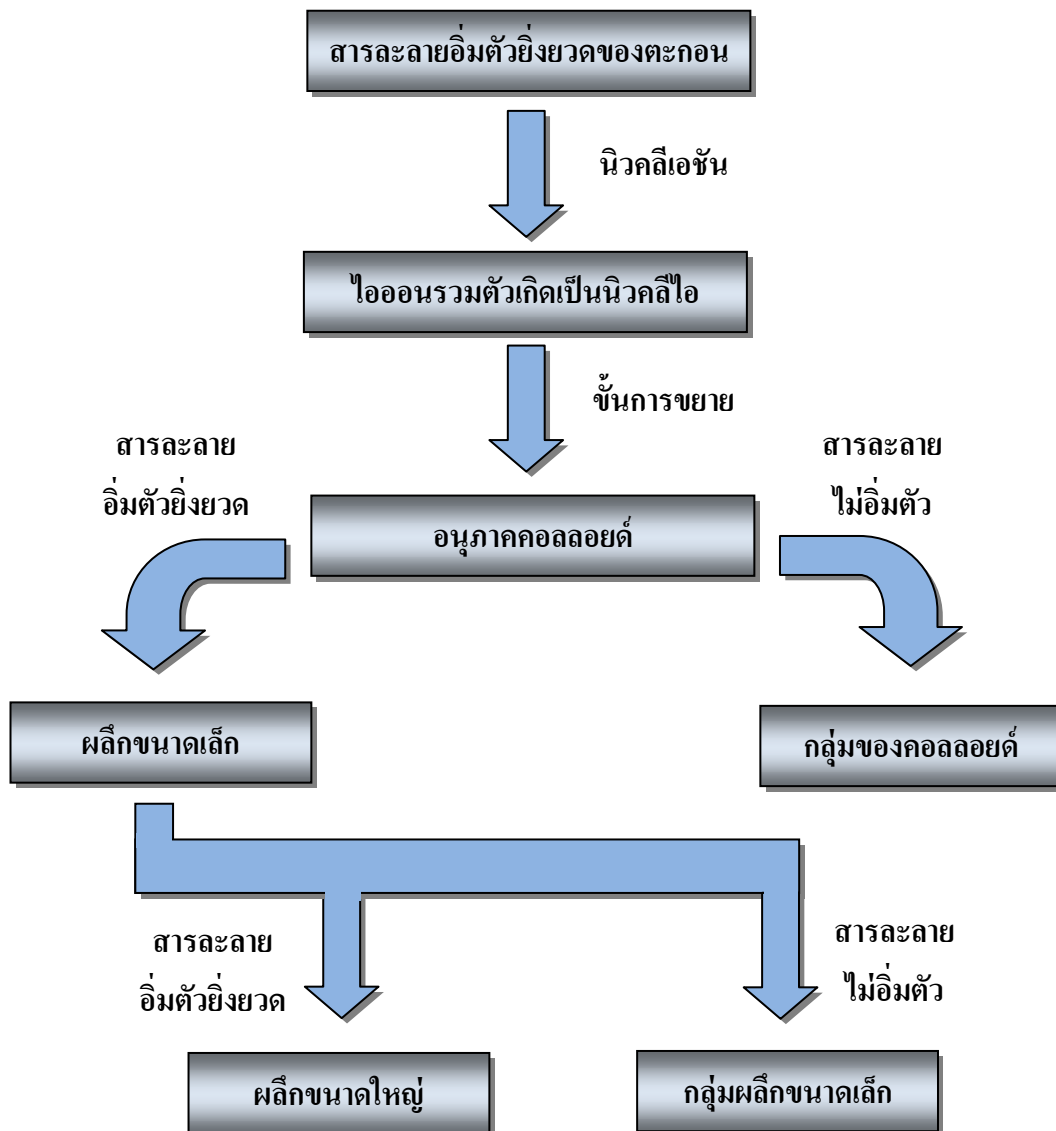 สารละลายอิ่มตัวยิ่งยวดของตะกอน
นิวคลีเอชัน
ไอออนรวมตัวเกิดเป็นนิวคลีไอ
ขั้นการขยาย
สารละลาย
อิ่มตัวยิ่งยวด
สารละลาย
ไม่อิ่มตัว
อนุภาคคอลลอยด์
ผลึกขนาดเล็ก
กลุ่มของคอลลอยด์
สารละลาย
อิ่มตัวยิ่งยวด
สารละลาย
ไม่อิ่มตัว
ผลึกขนาดใหญ่
กลุ่มผลึกขนาดเล็ก